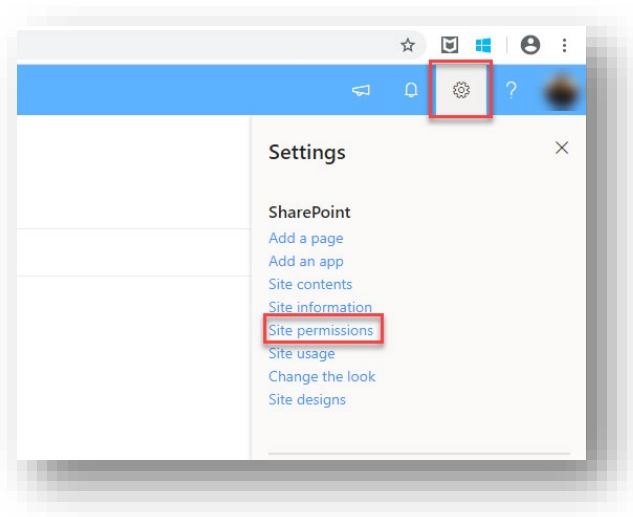 ?
Settings
SharePoint
Add a page
Add an app
Site contents
Site information
Site permissions
Site usage
Change the look
Site designs